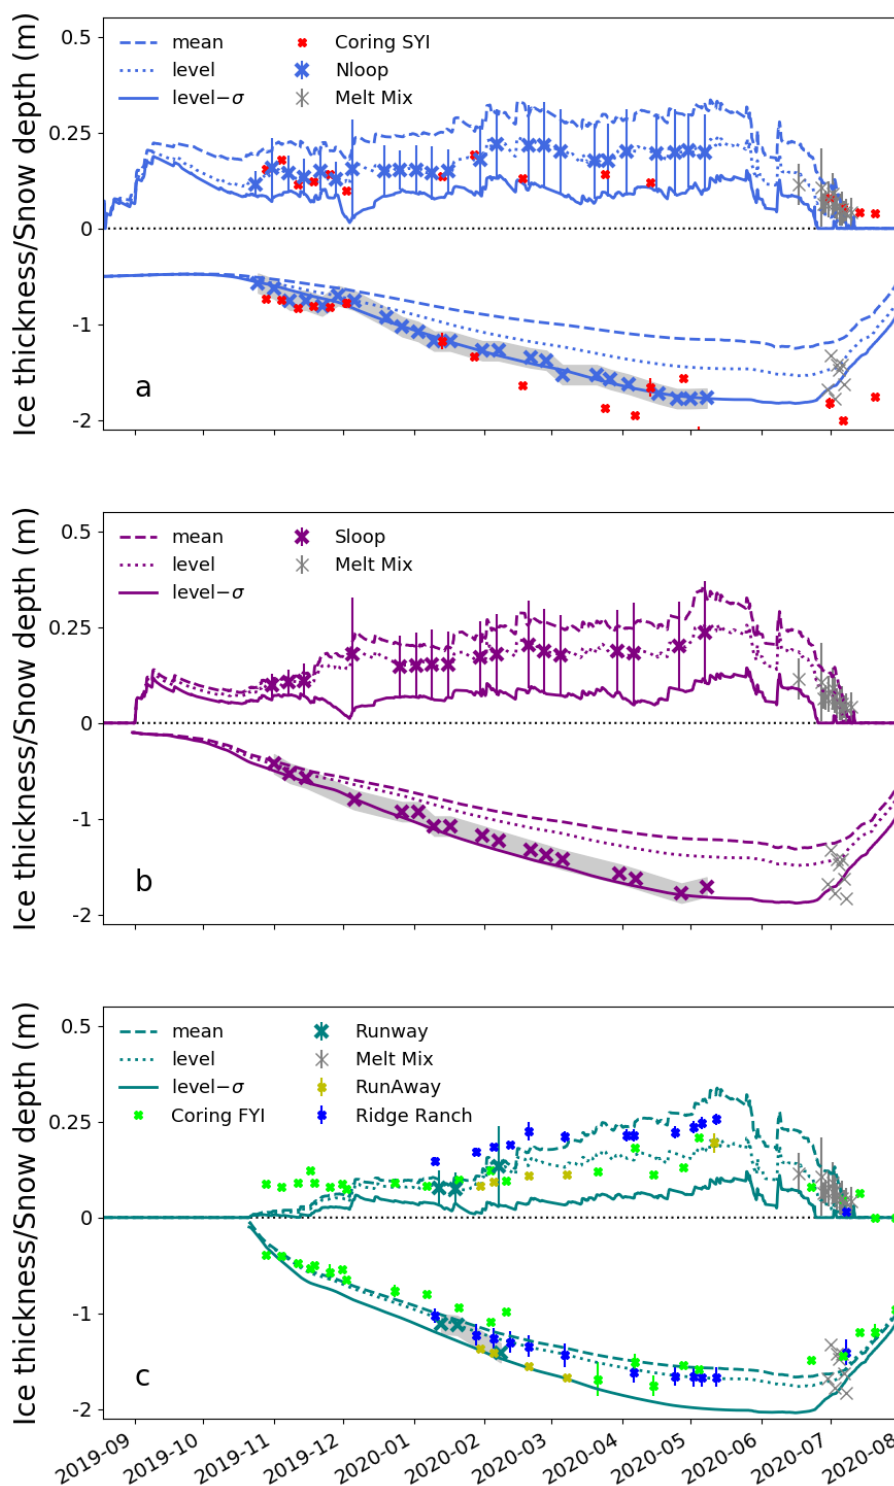 Ice thickness/Snow depth (m)
0.5
0.25
0
-1
-2
mean
level
level−σ
Coring SYI
Nloop
Melt Mix
a
Ice thickness/Snow depth (m)
0.5
0.25
0
-1
-2
mean
level
level−σ
Sloop
Melt Mix
b
Ice thickness/Snow depth (m)
0.5
0.25
0
-1
-2
mean
level
level−σ
Coring FYI
Runway
Melt Mix
RunAway
Ridge Ranch
c
2019-09
2019-10
2019-11
2019-12
2020-01
2020-02
2020-03
2020-04
2020-05
2020-06
2020-07
2020-08